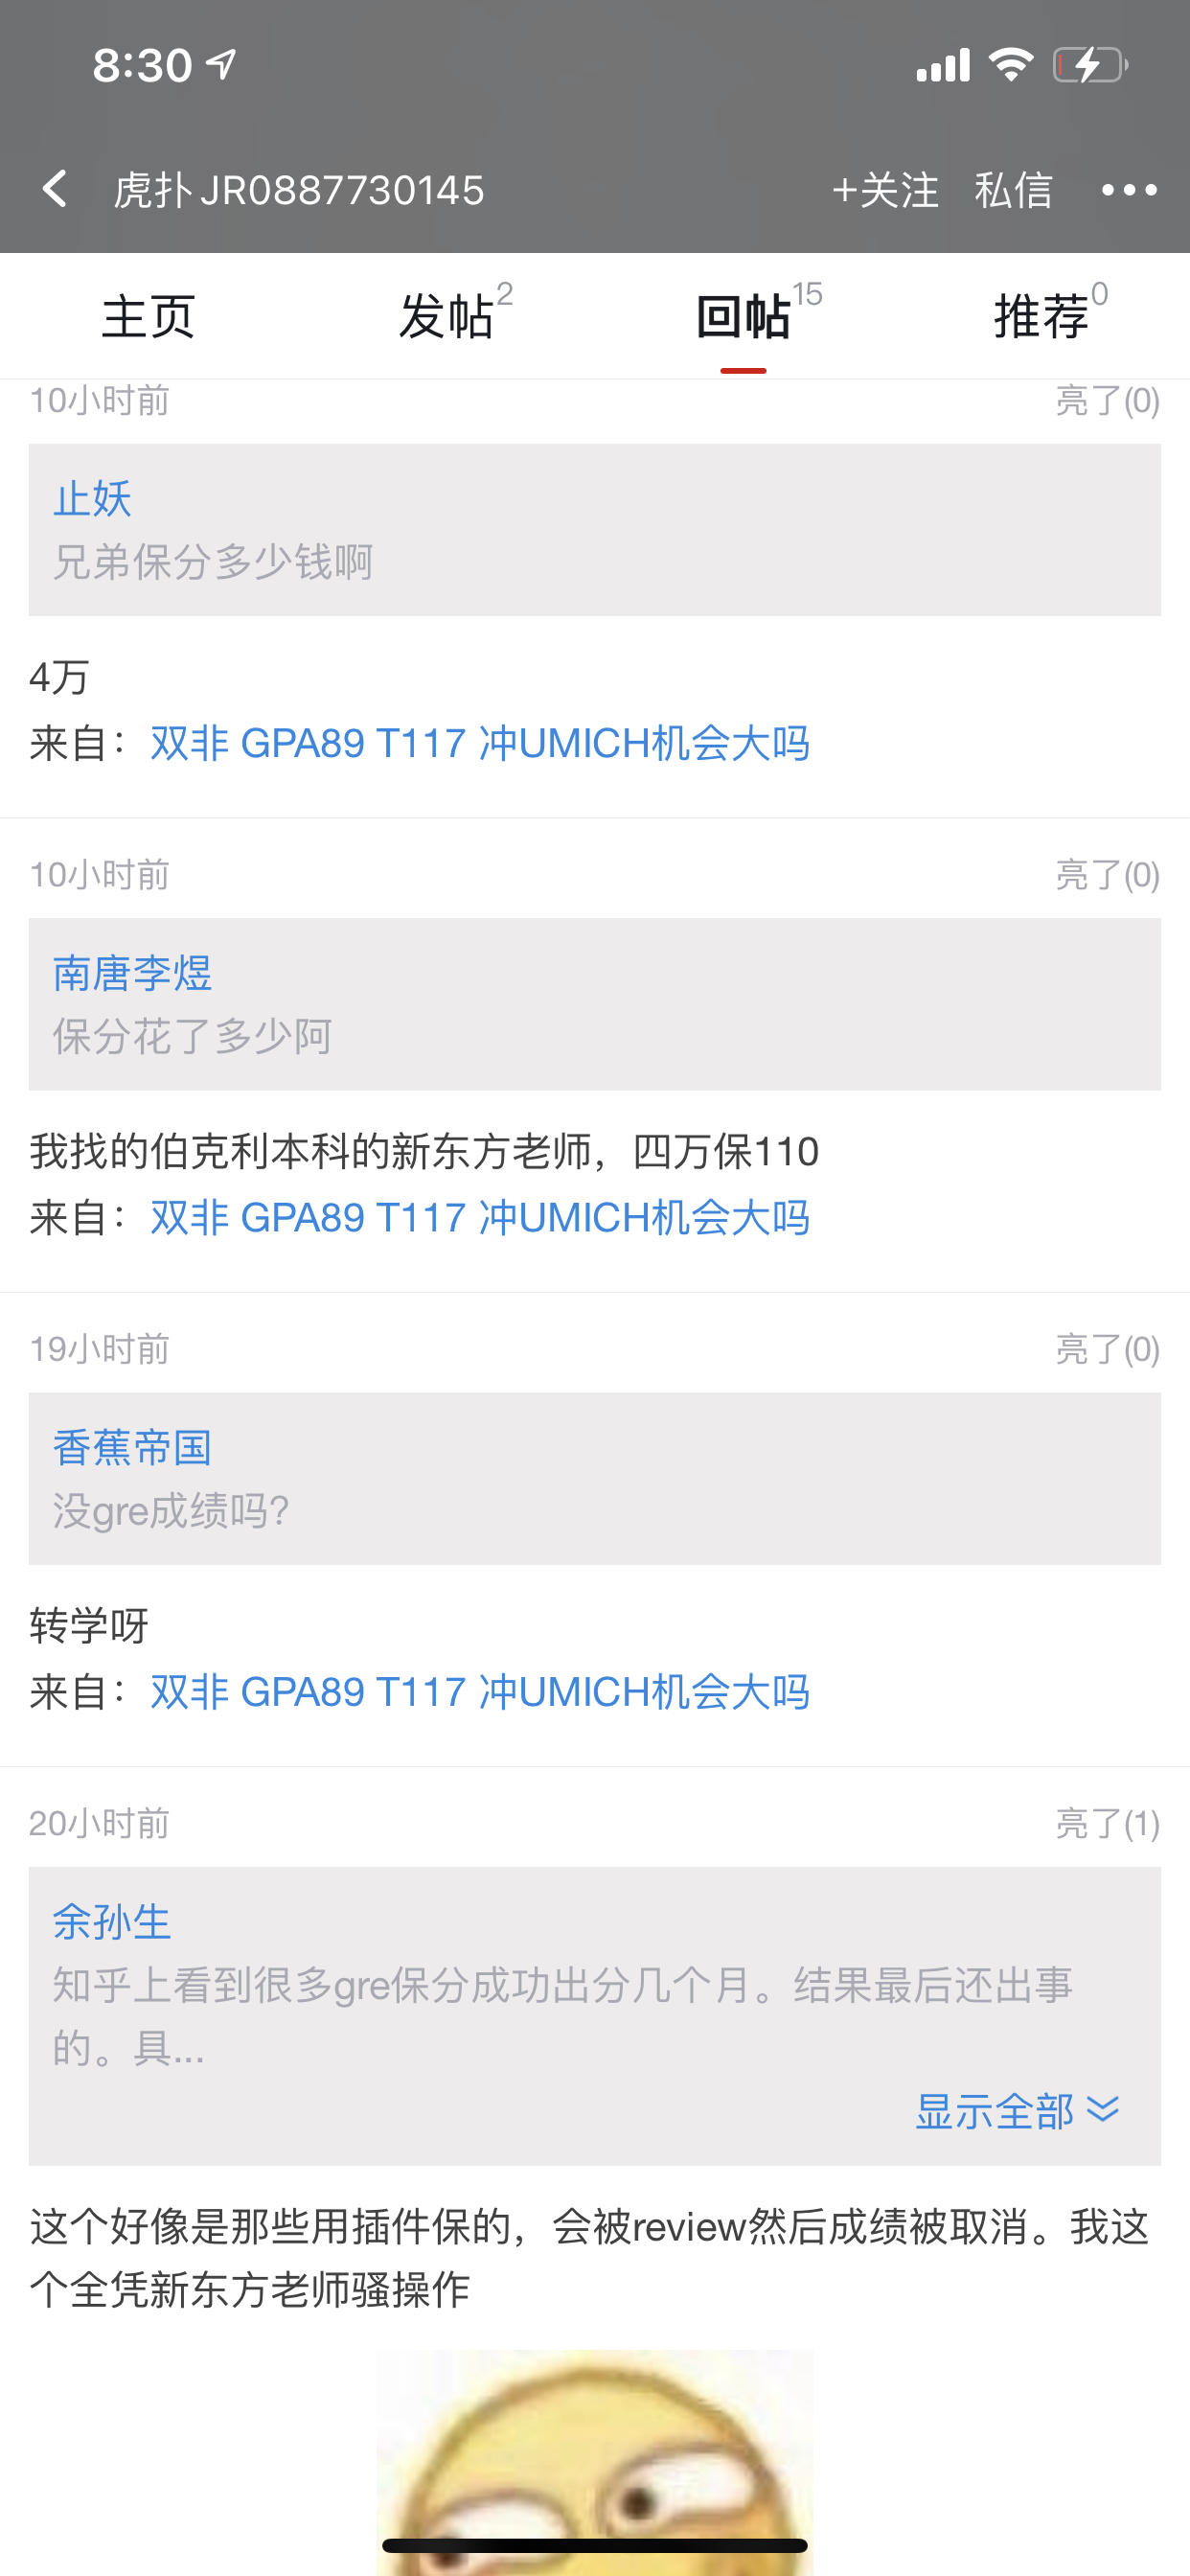 8:30
虎扑JR0887730145 +关注 私信
主页 发帖 2 回帖 15 推荐 0
10小时前 亮了(0)
止妖
兄弟保分多少钱啊
4万
来自：双非 GPA89 T117 冲UMICH机会大吗
10小时前 亮了(0)
南唐李煜
保分花了多少阿
我找的伯克利本科的新东方老师，四万保110
来自：双非 GPA89 T117 冲UMICH机会大吗
19小时前 亮了(0)
香蕉帝国
没gre成绩吗?
转学呀
来自：双非 GPA89 T117 冲UMICH机会大吗
20小时前 亮了(1)
余孙生
知乎上看到很多gre保分成功出分几个月。结果最后还出事
的。具...
显示全部
这个好像是那些用插件保的，会被review然后成绩被取消。我这
个全凭新东方老师骚操作